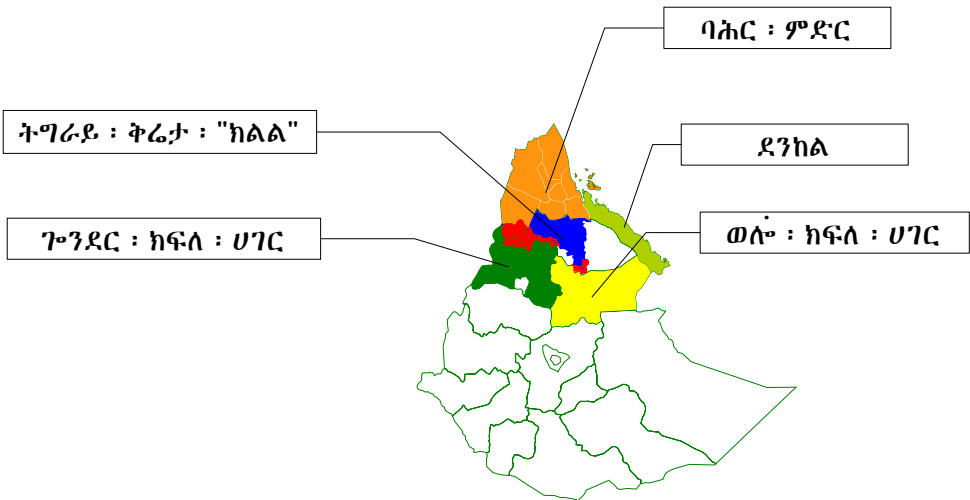 ባሕር ፡ ምድር
ትግራይ ፡ ቅሬታ ፡ "ክልል"
ደንከል
ጐንደር ፡ ክፍለ ፡ ሀገር
ወሎ ፡ ክፍለ ፡ ሀገር